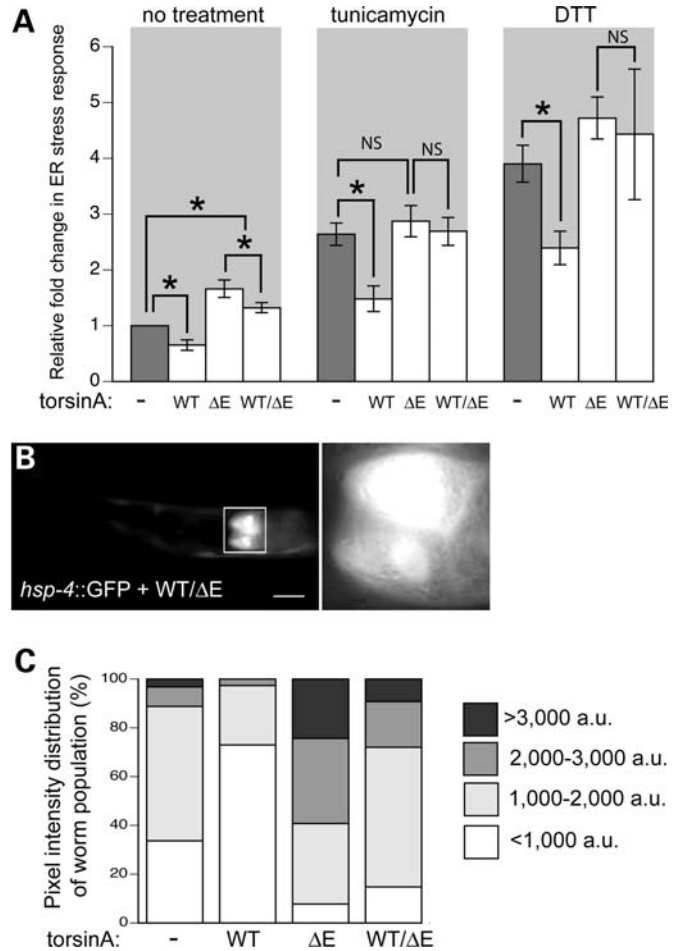 A
no treatment tunicamycin DTT
Relative fold change in ER stress response
6
5
4
3
2
1
0
* * *
NS * NS
* NS
torsinA: - WT ΔE WT/ΔE - WT ΔE WT/ΔE - WT ΔE WT/ΔE
B
hsp-4::GFP + WT/ΔE
C
Pixel intensity distribution
of worm population (%)
100
80
60
40
20
0
torsinA: - WT ΔE WT/ΔE
>3,000 a.u.
2,000-3,000 a.u.
1,000-2,000 a.u.
<1,000 a.u.